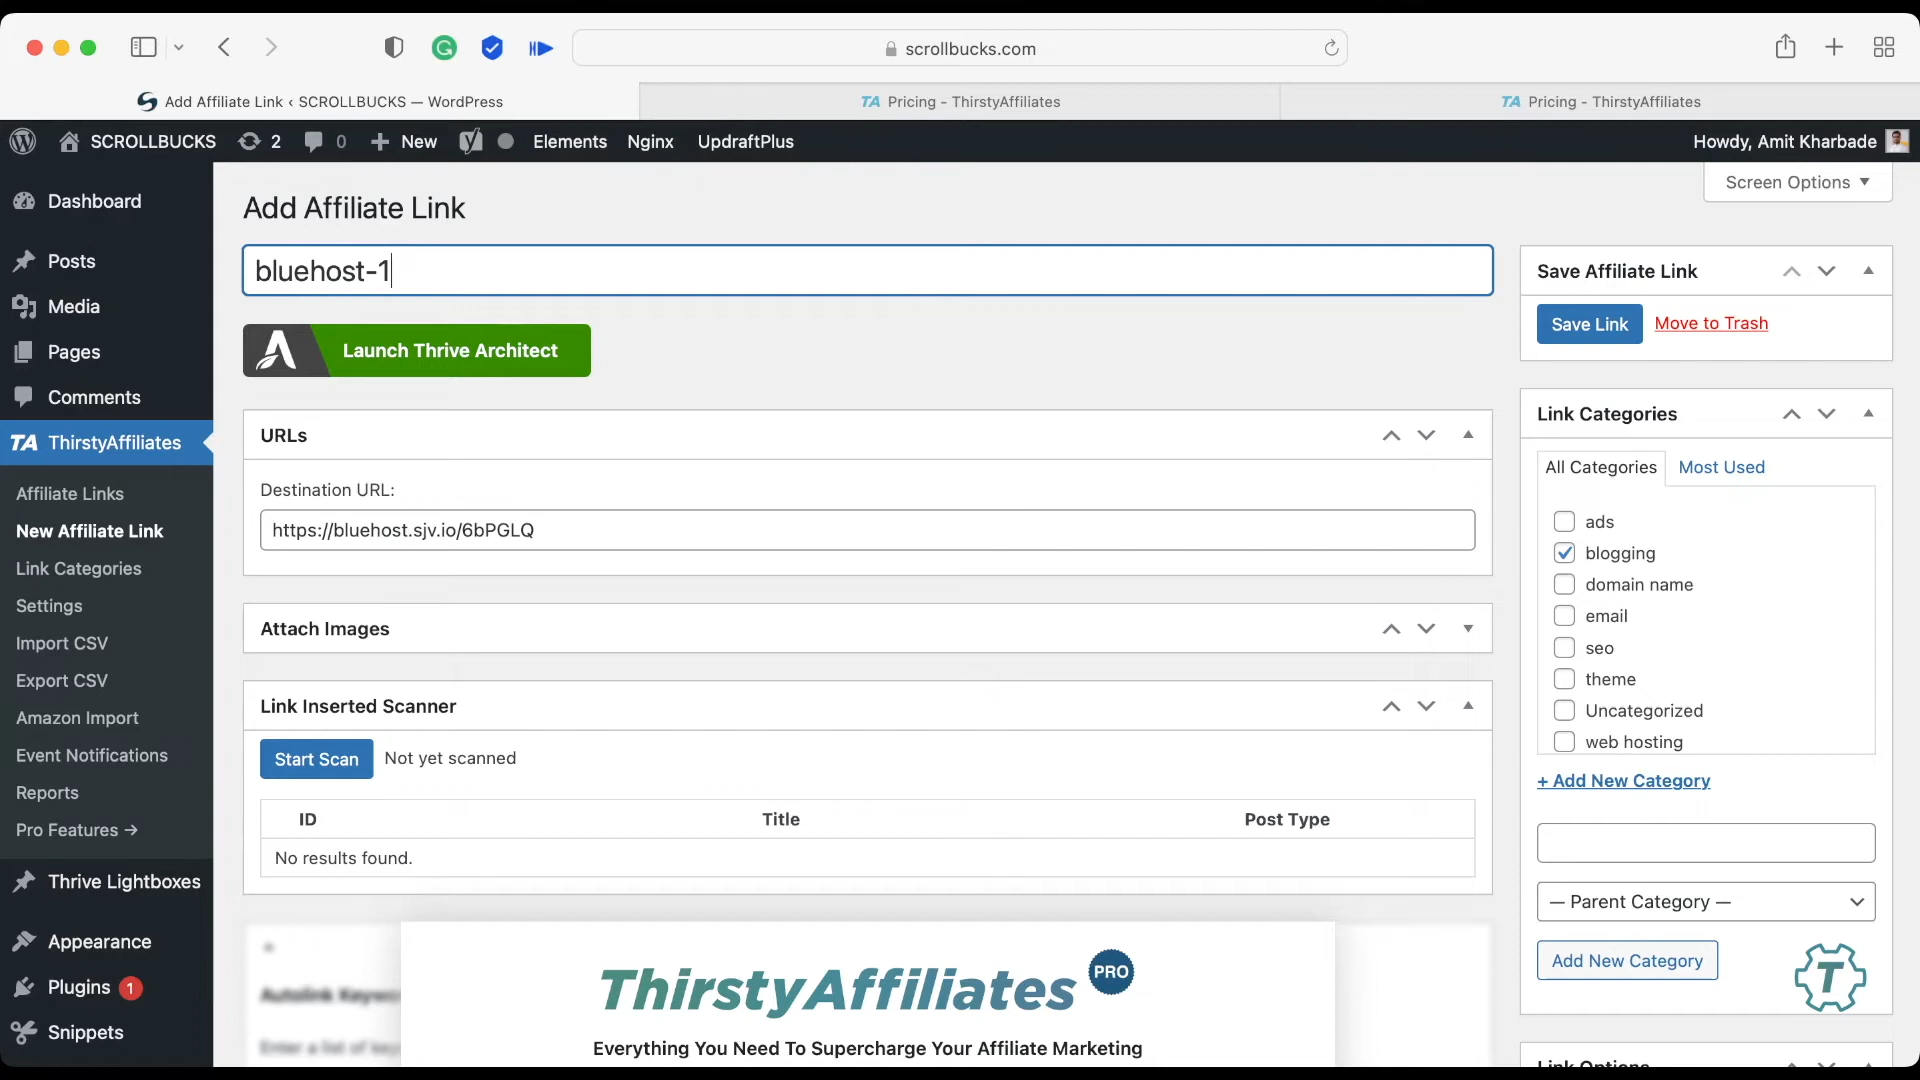 scrollbucks.com
Add Affiliate Link ‹ SCROLLBUCKS — WordPress
TA Pricing - ThirstyAffiliates
TA Pricing - ThirstyAffiliates
SCROLLBUCKS 2 0 New Elements Nginx UpdraftPlus
Howdy, Amit Kharbade
Screen Options
Dashboard
Posts
Media
Pages
Comments
TA ThirstyAffiliates
Affiliate Links
New Affiliate Link
Link Categories
Settings
Import CSV
Export CSV
Amazon Import
Event Notifications
Reports
Pro Features →
Thrive Lightboxes
Appearance
Plugins 1
Snippets
Add Affiliate Link
bluehost-1
Launch Thrive Architect
URLs
Destination URL:
https://bluehost.sjv.io/6bPGLQ
Attach Images
Link Inserted Scanner
Start Scan Not yet scanned
ID Title Post Type
No results found.
ThirstyAffiliates PRO
Everything You Need To Supercharge Your Affiliate Marketing
Save Affiliate Link
Save Link Move to Trash
Link Categories
All Categories Most Used
ads
blogging
domain name
email
seo
theme
Uncategorized
web hosting
+ Add New Category
— Parent Category —
Add New Category
Link Options